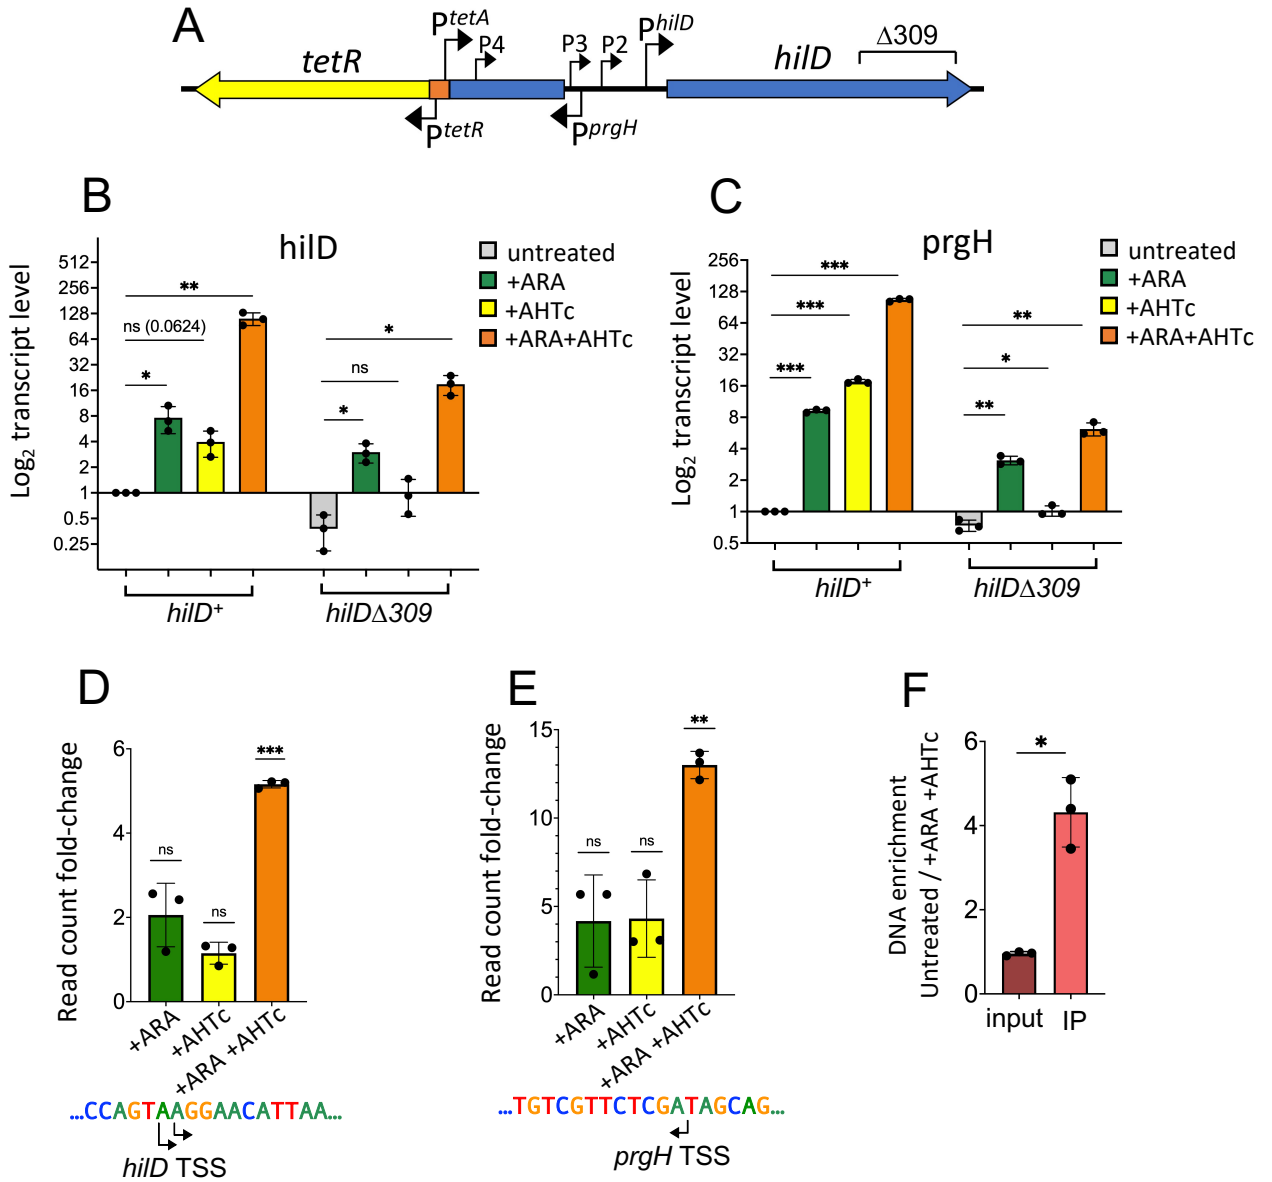 A
PtetA
P4
P3
P2
PhilD
Δ309
tetR
hilD
PtetR
PprgH
B
hilD
Log2 transcript level
512
256
128
64
32
16
8
4
2
1
0.5
0.25
untreated
+ARA
+AHTc
+ARA+AHTc
**
ns (0.0624)
*
*
ns
*
hilD+
hilDΔ309
C
prgH
Log2 transcript level
256
128
64
32
16
8
4
2
1
0.5
untreated
+ARA
+AHTc
+ARA+AHTc
***
***
***
**
*
**
hilD+
hilDΔ309
D
Read count fold-change
6
4
2
0
ns
ns
***
+ARA
+AHTc
+ARA +AHTc
...CCAGTAAGGAACATTAA...
hilD TSS
E
Read count fold-change
15
10
5
0
ns
ns
**
+ARA
+AHTc
+ARA +AHTc
...TGTCGTTCTCGATAGCAG...
prgH TSS
F
DNA enrichment
Untreated / +ARA +AHTc
6
4
2
0
*
input
IP